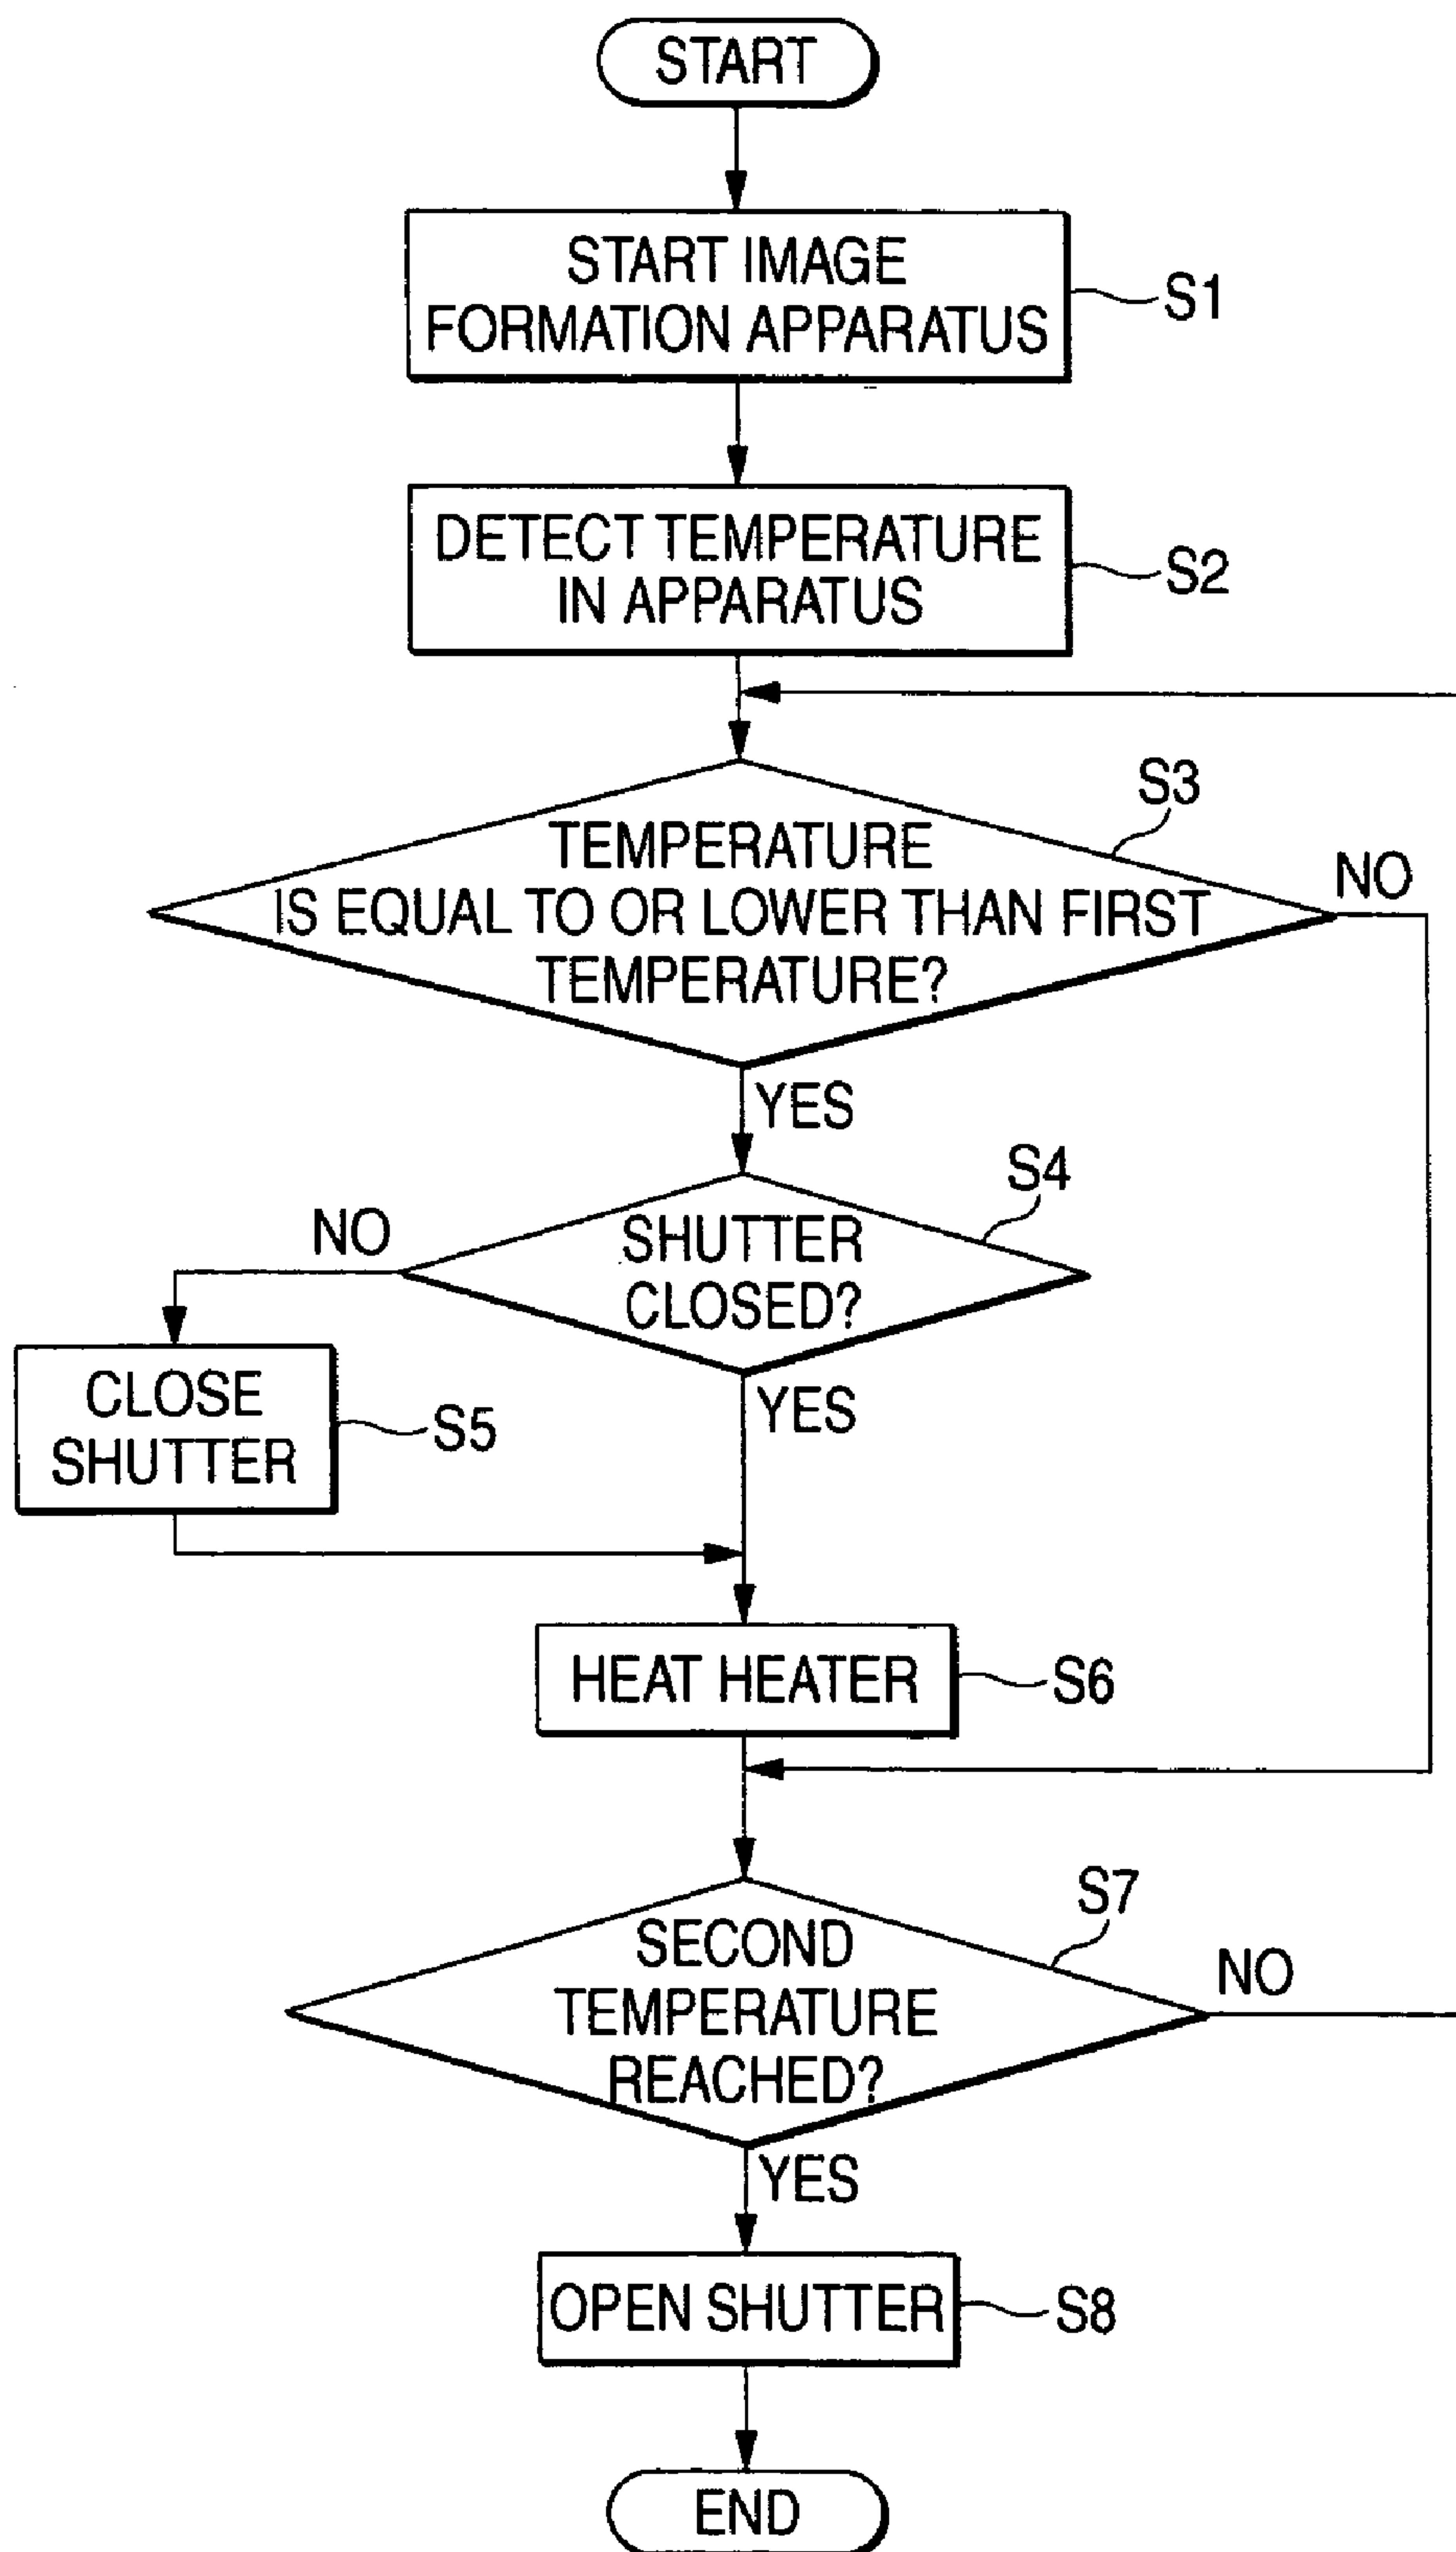 START
START IMAGE
FORMATION APPARATUS
S1
DETECT TEMPERATURE
IN APPARATUS
S2
S3
TEMPERATURE
IS EQUAL TO OR LOWER THAN FIRST
TEMPERATURE?
NO
YES
S4
SHUTTER
CLOSED?
NO
YES
CLOSE
SHUTTER
S5
HEAT HEATER
S6
S7
SECOND
TEMPERATURE
REACHED?
NO
YES
OPEN SHUTTER
S8
END